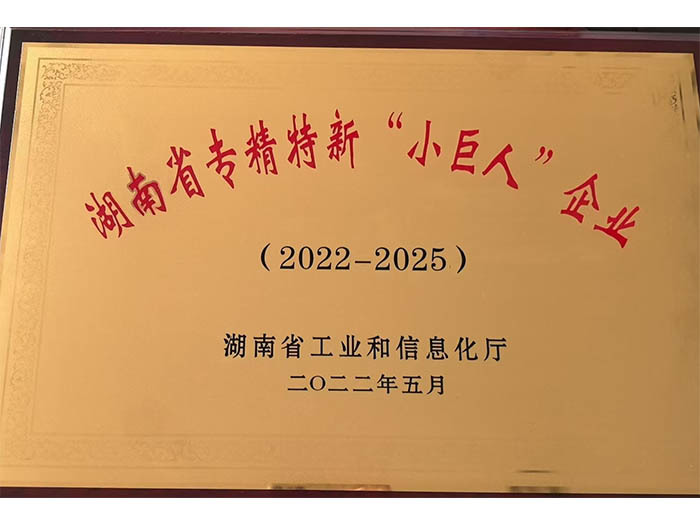 湖南省专精特新“小巨人”企业
（2022-2025）
湖南省工业和信息化厅
二〇二二年五月